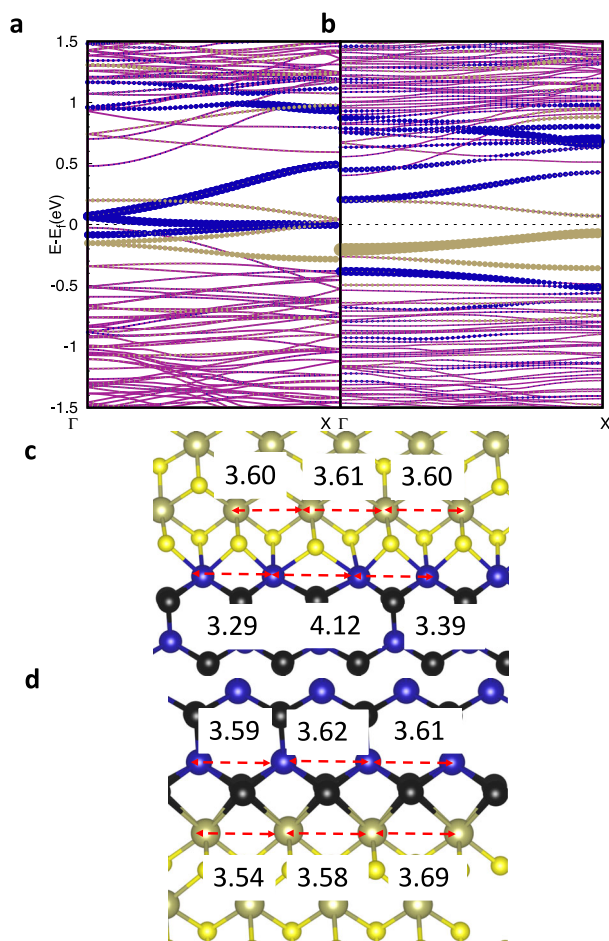 a
b
1.5
1
0.5
0
-0.5
-1
-1.5
E-Ef(eV)
Γ
X
Γ
X
c
3.60 3.61 3.60
3.29 4.12 3.39
d
3.59 3.62 3.61
3.54 3.58 3.69